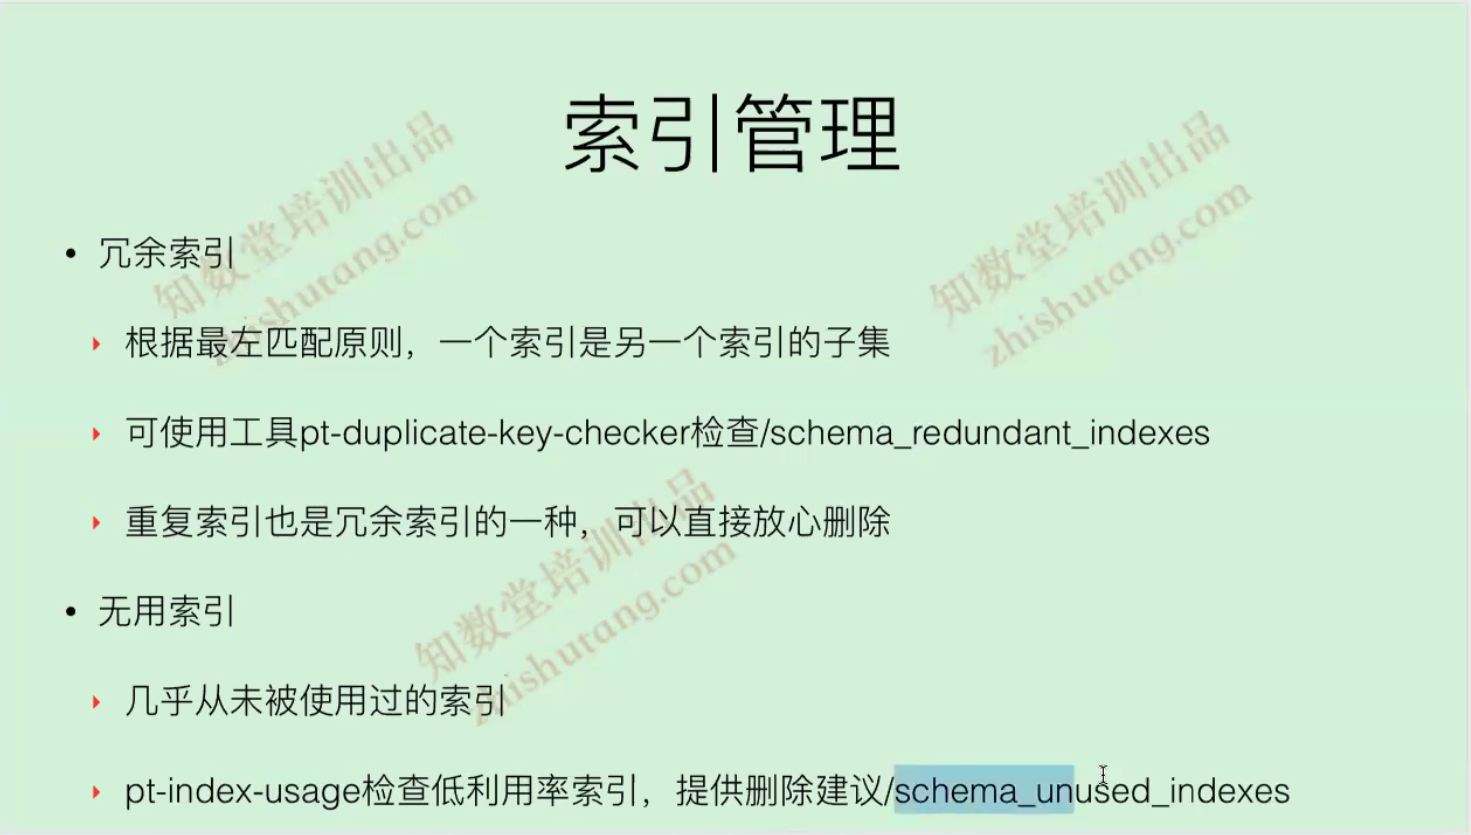 索引管理
• 冗余索引
根据最左匹配原则，一个索引是另一个索引的子集
可使用工具pt-duplicate-key-checker检查/schema_redundant_indexes
重复索引也是冗余索引的一种，可以直接放心删除
• 无用索引
几乎从未被使用过的索引
pt-index-usage检查低利用率索引，提供删除建议/schema_unused_indexes
知数堂培训出品
zhishutang.com
知数堂培训出品
zhishutang.com
知数堂培训出品
zhishutang.com